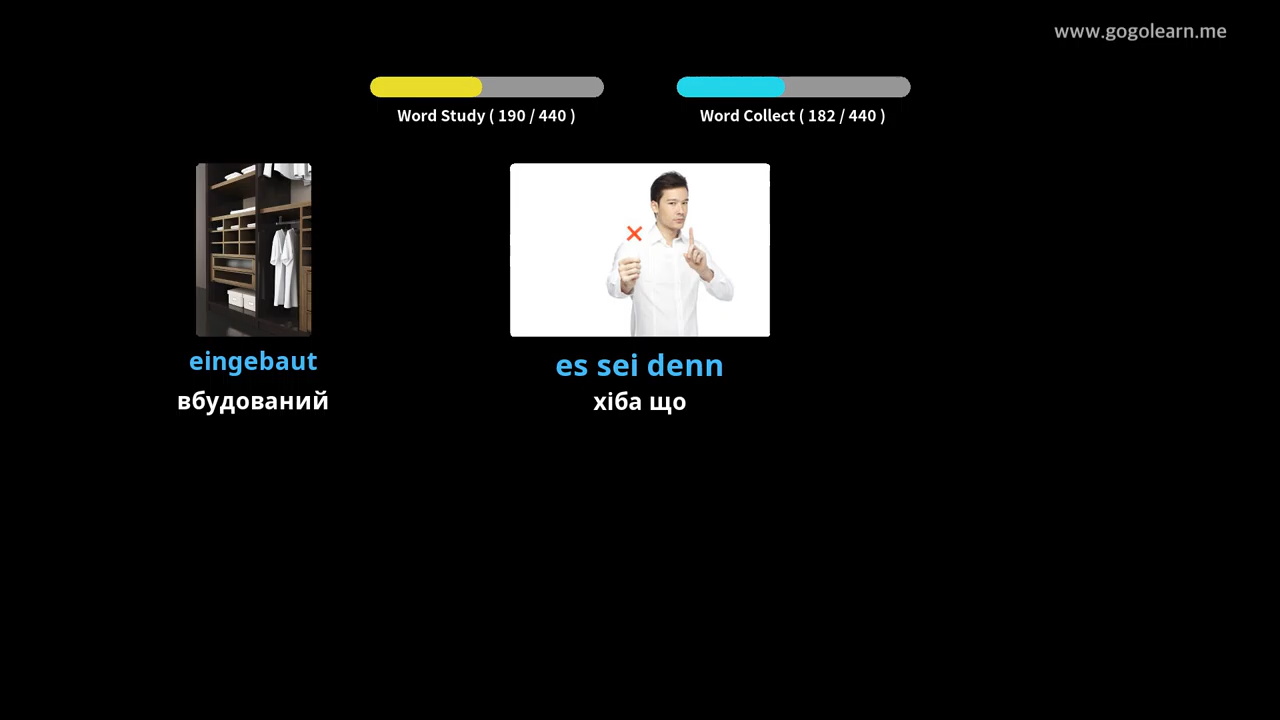 www.gogolearn.me
Word Study ( 190 / 440 )
Word Collect ( 182 / 440 )
eingebaut
вбудований
es sei denn
хіба що